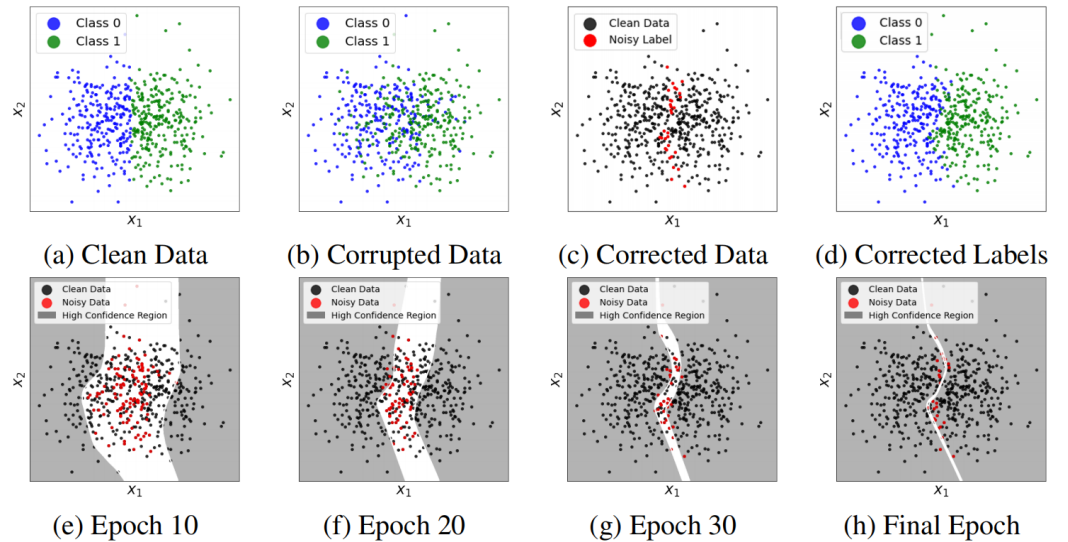 Class 0
Class 1
x₂
x₁
(a) Clean Data
Class 0
Class 1
x₂
x₁
(b) Corrupted Data
Clean Data
Noisy Label
x₂
x₁
(c) Corrected Data
Class 0
Class 1
x₂
x₁
(d) Corrected Labels
Clean Data
Noisy Data
High Confidence Region
x₂
x₁
(e) Epoch 10
Clean Data
Noisy Data
High Confidence Region
x₂
x₁
(f) Epoch 20
Clean Data
Noisy Data
High Confidence Region
x₂
x₁
(g) Epoch 30
Clean Data
Noisy Data
High Confidence Region
x₂
x₁
(h) Final Epoch